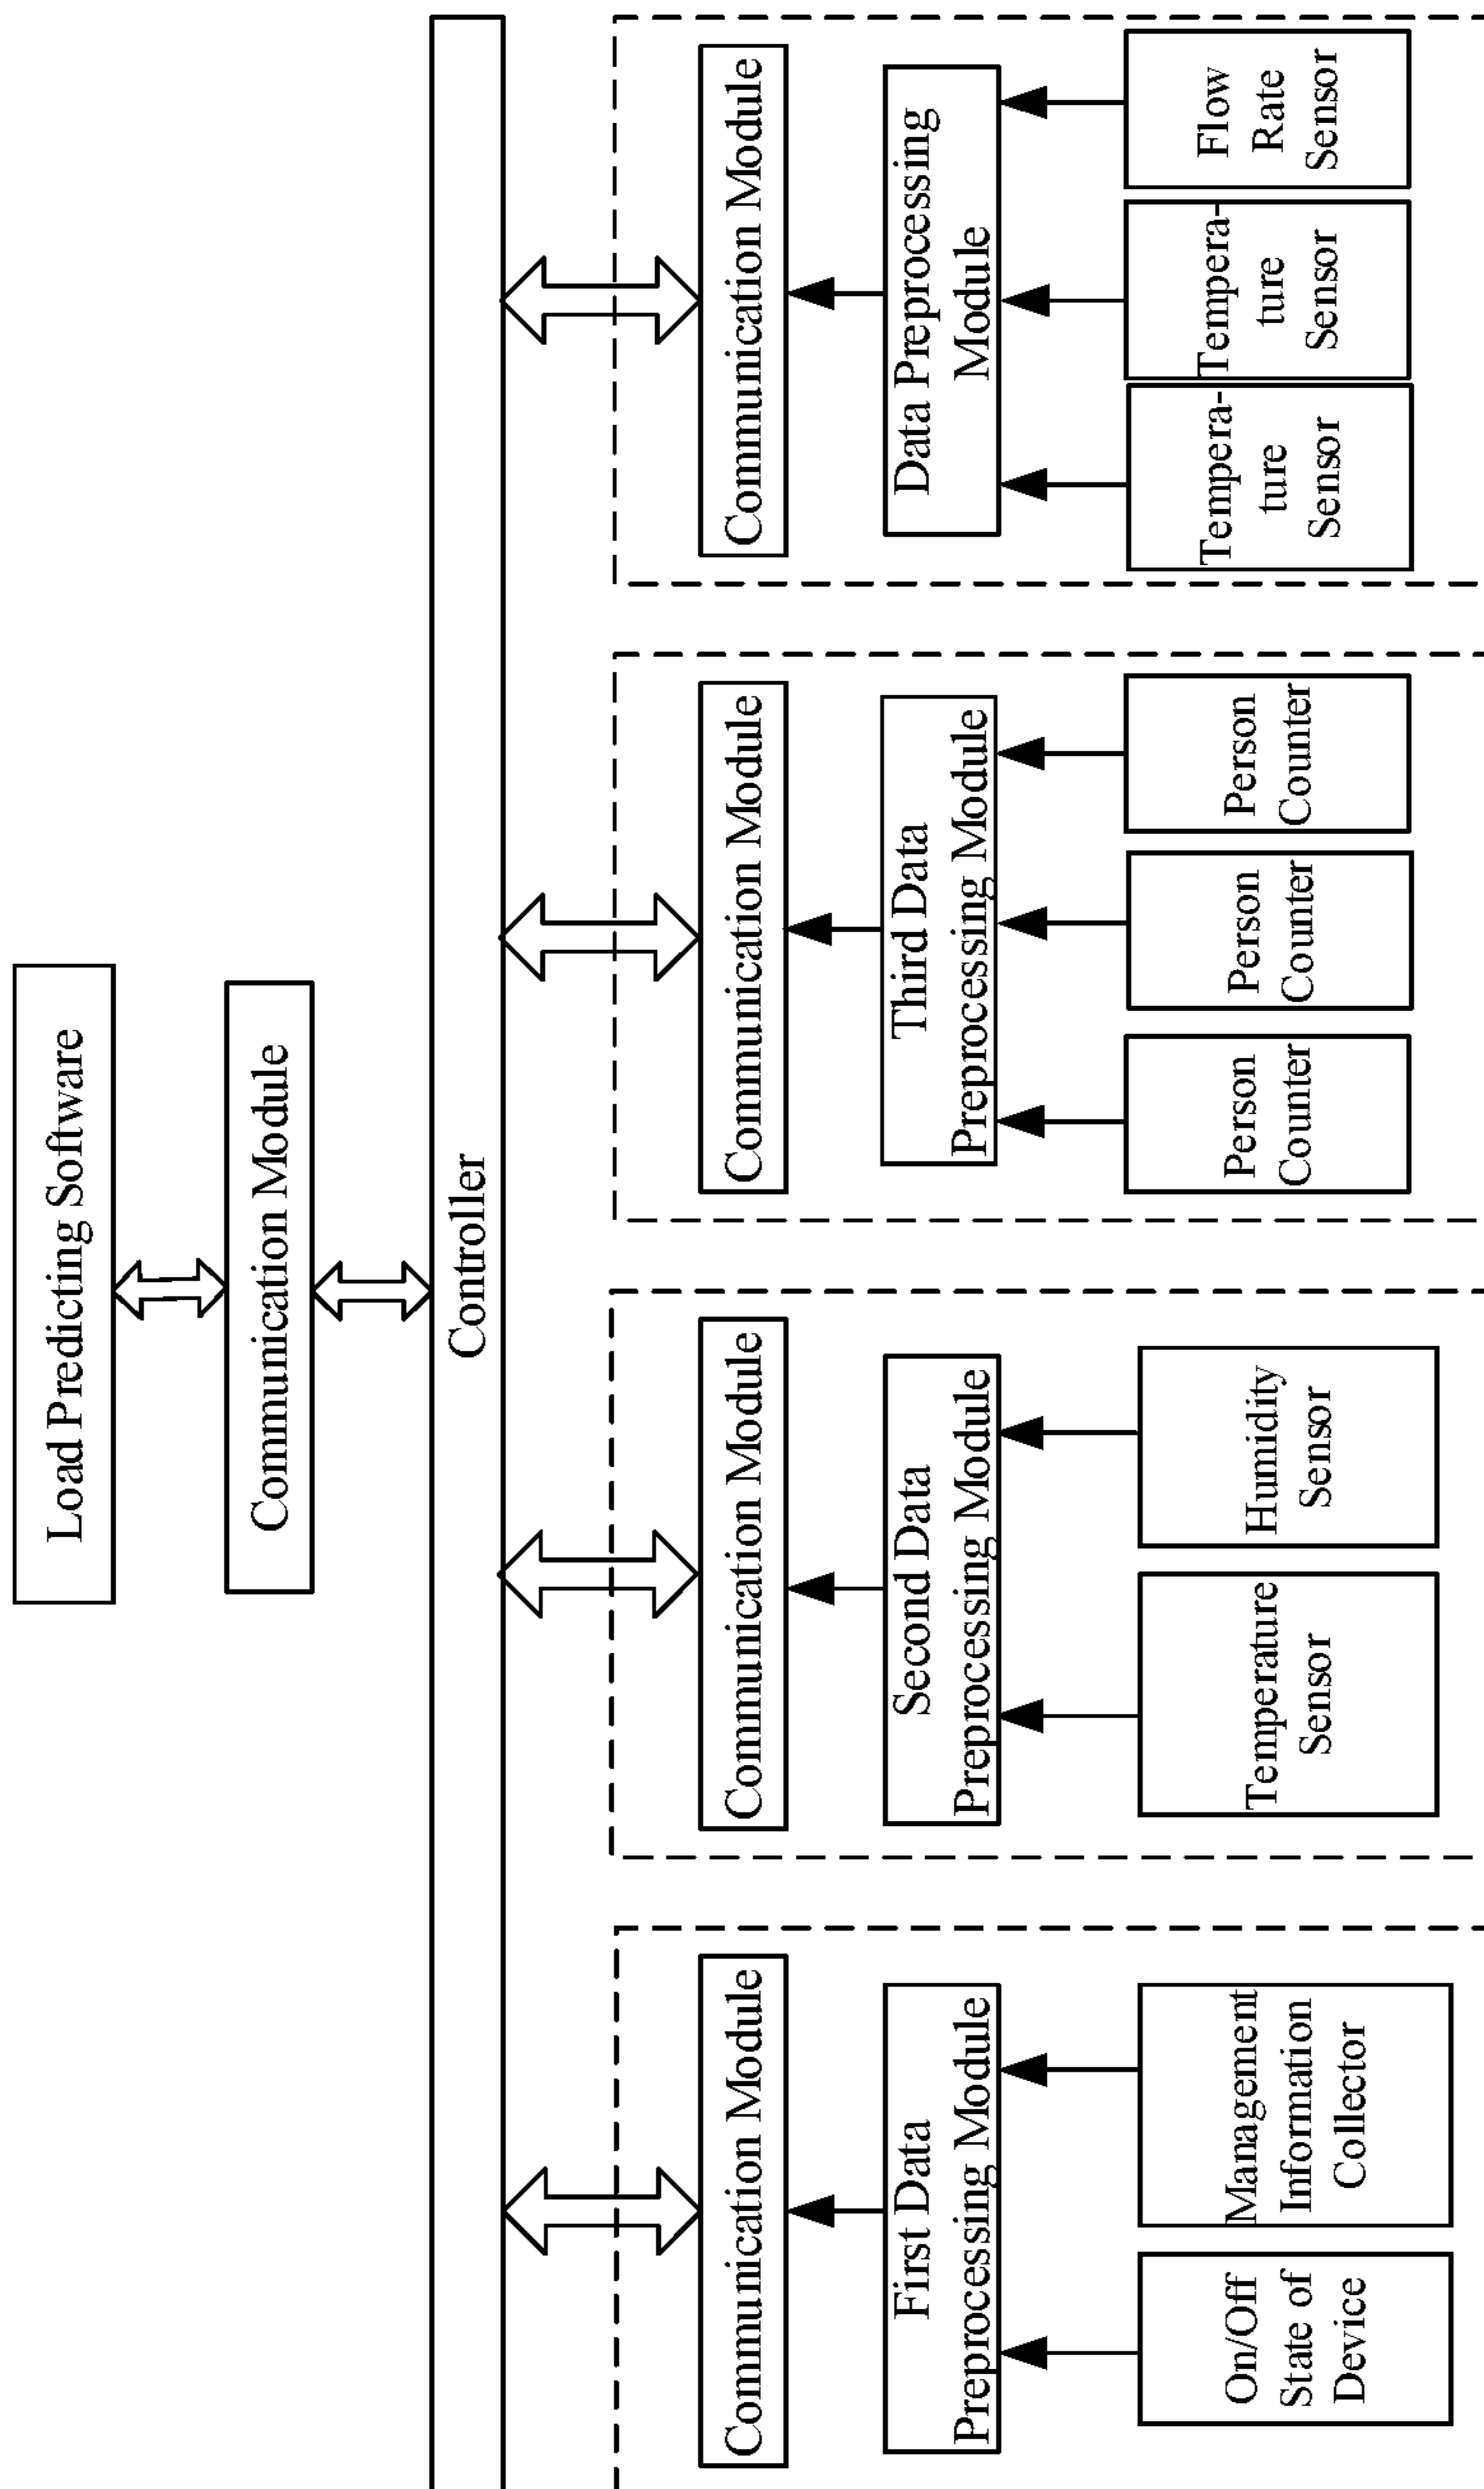 Load Predicting Software
Communication Module
Controller
Communication Module
First Data
Preprocessing Module
On/Off
State of
Device
Management
Information
Collector
Communication Module
Second Data
Preprocessing Module
Temperature
Sensor
Humidity
Sensor
Communication Module
Third Data
Preprocessing Module
Person
Counter
Person
Counter
Person
Counter
Communication Module
Data Preprocessing
Module
Tempera-
ture
Sensor
Tempera-
ture
Sensor
Flow
Rate
Sensor